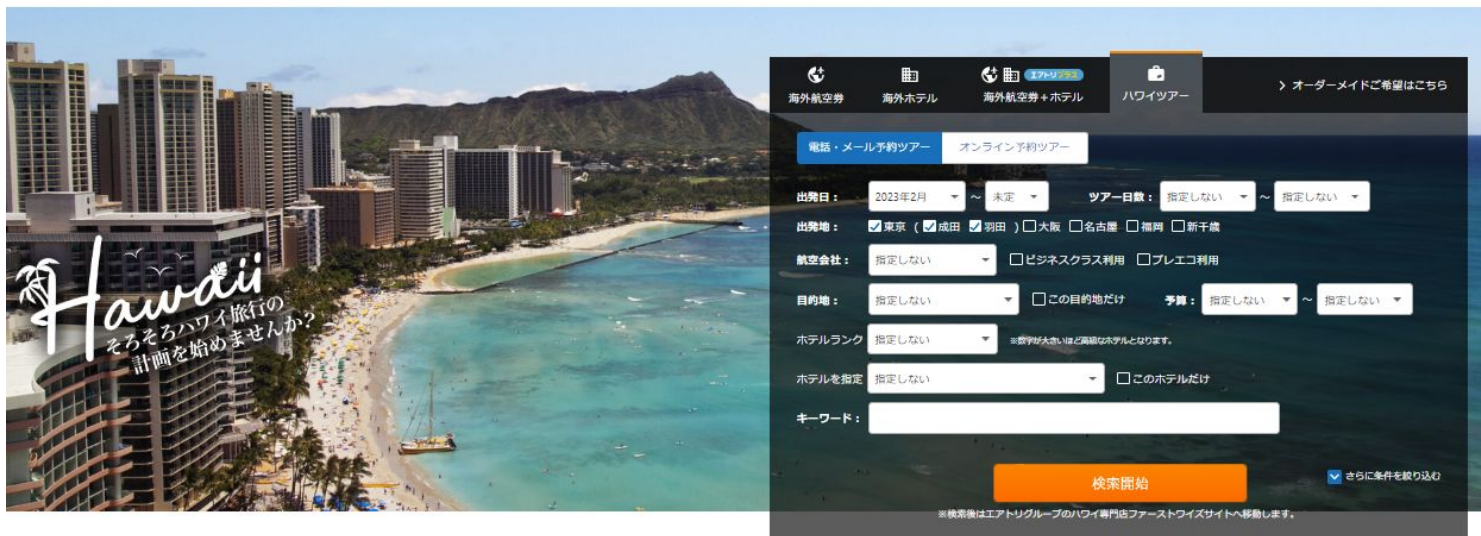 Hawaii
そろそろハワイ旅行の
計画を始めませんか?
海外航空券
海外ホテル
エアトリプラス
海外航空券+ホテル
ハワイツアー
> オーダーメイドご希望はこちら
電話・メール予約ツアー オンライン予約ツアー
出発日: 2023年2月 ~ 未定 ツアー日数: 指定しない ~ 指定しない
出発地: 東京 ( 成田 羽田 ) 大阪 名古屋 福岡 新千歳
航空会社: 指定しない ビジネスクラス利用 プレエコ利用
目的地: 指定しない この目的地だけ 予算: 指定しない ~ 指定しない
ホテルランク 指定しない ※数字が大きいほど高級なホテルとなります。
ホテルを指定 指定しない このホテルだけ
キーワード:
検索開始 さらに条件を絞り込む
※検索後はエアトリグループのハワイ専門店ファーストワイズサイトへ移動します。